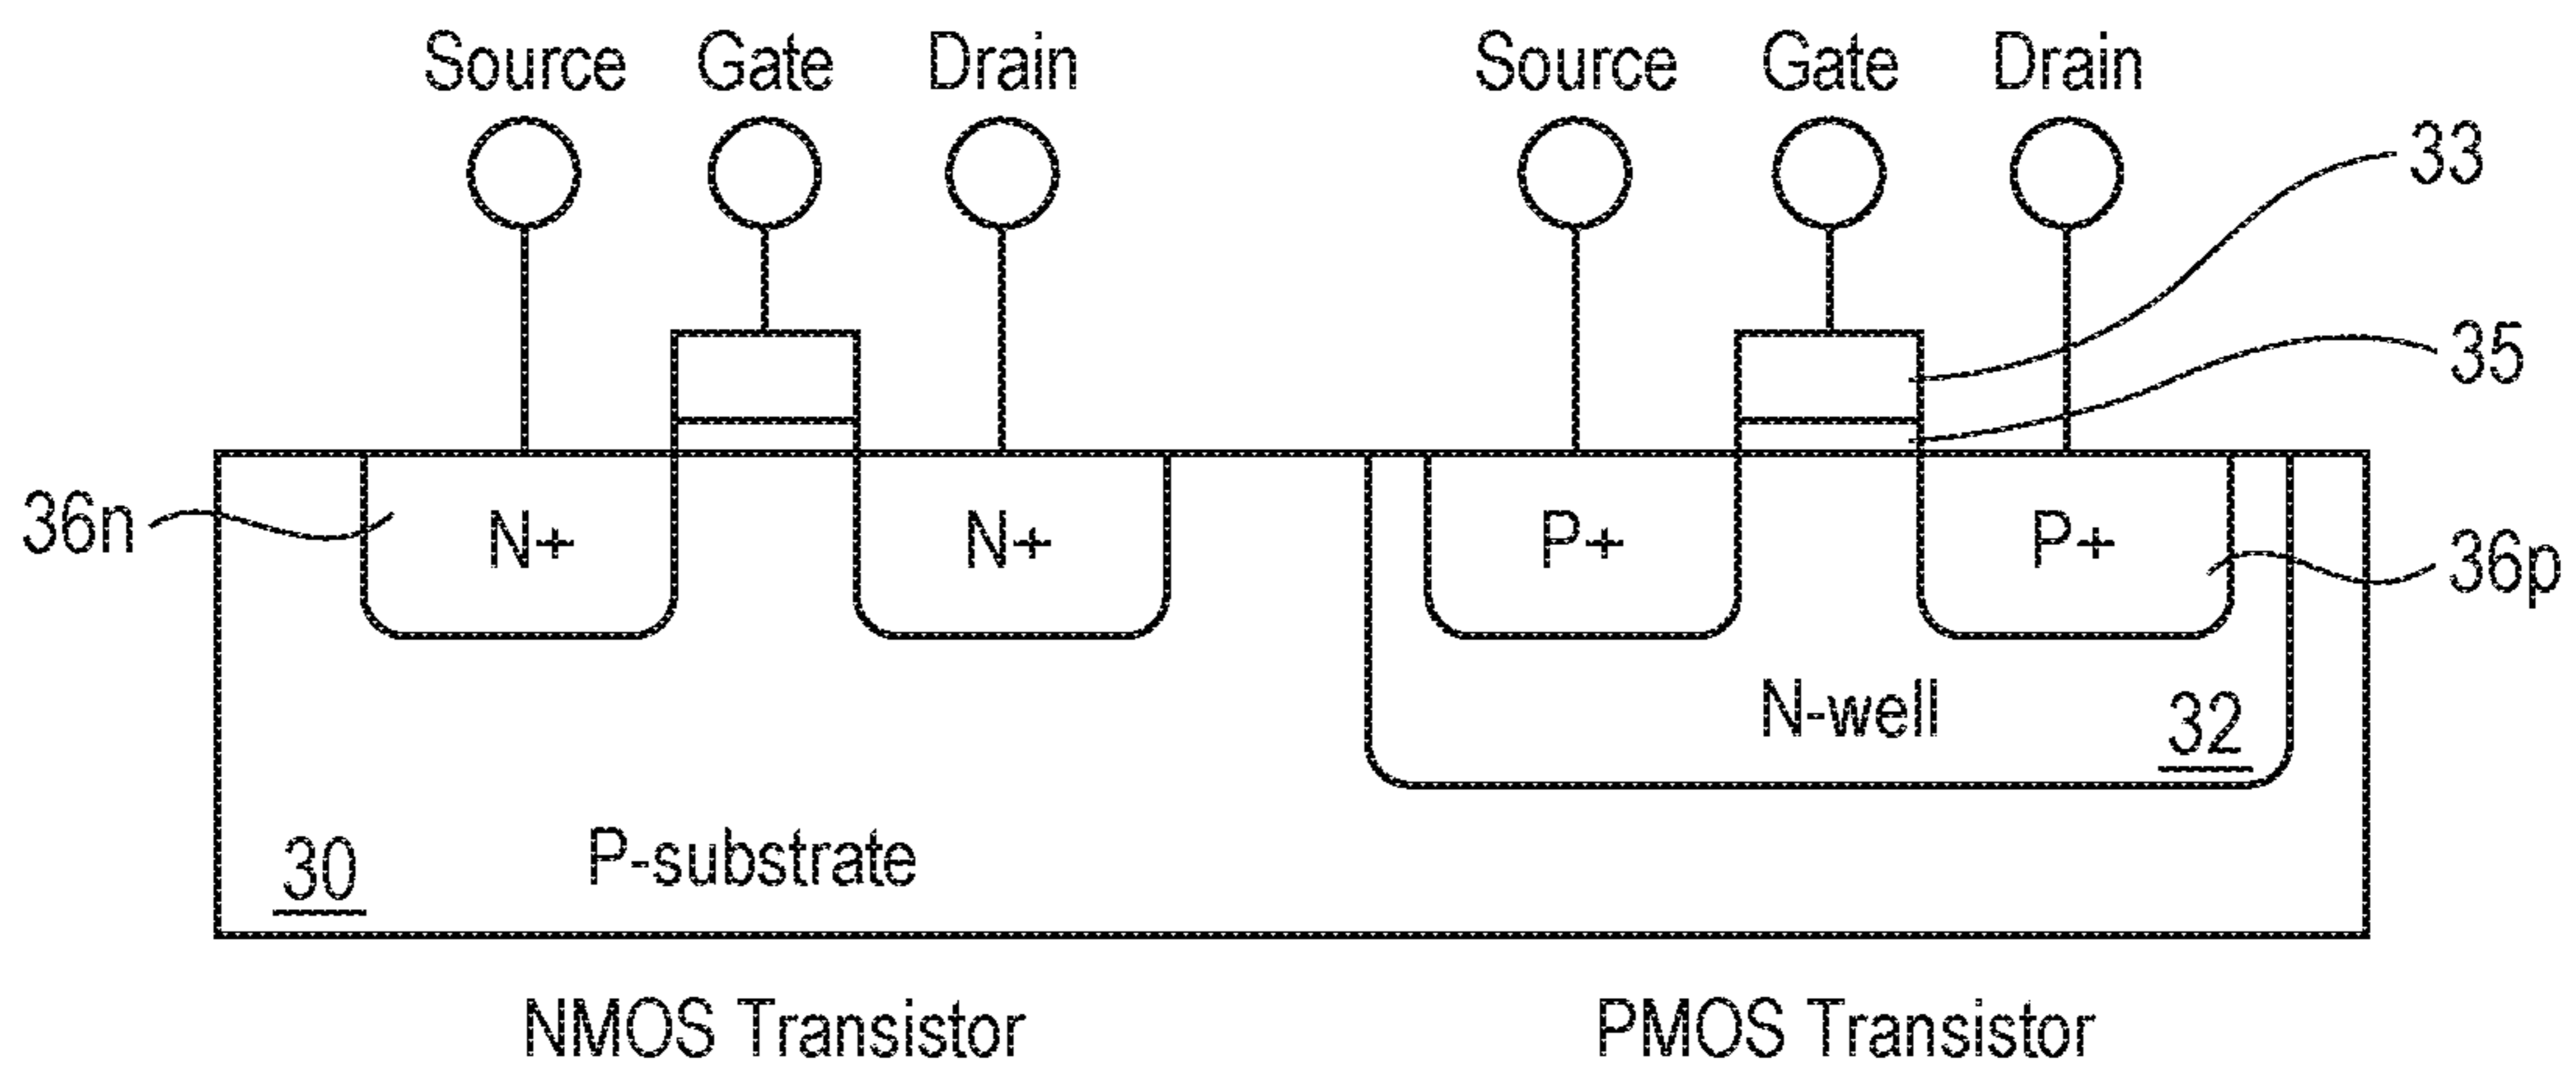 Source Gate Drain Source Gate Drain
33
35
36n N+ N+ P+ P+ 36p
N-well 32
30 P-substrate
NMOS Transistor PMOS Transistor